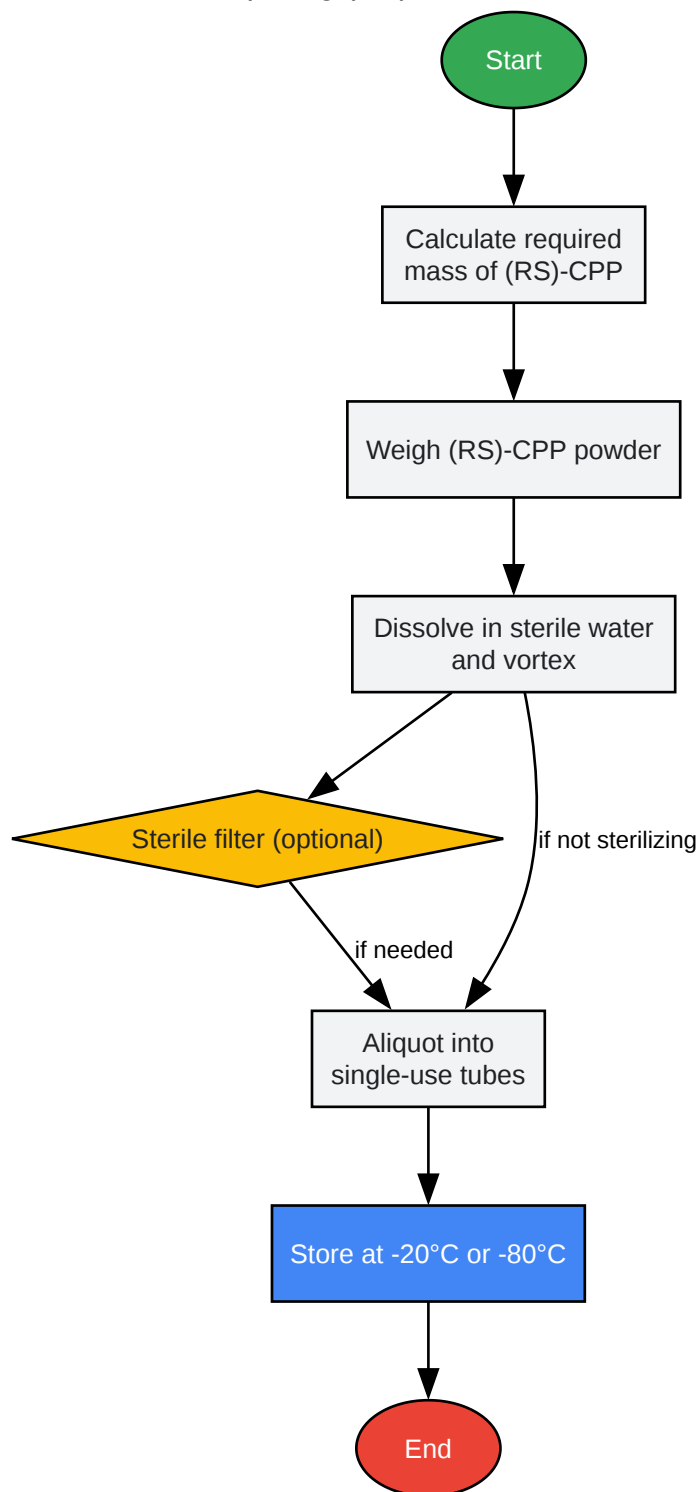 Start
Calculate required
mass of (RS)-CPP
Weigh (RS)-CPP powder
Dissolve in sterile water
and vortex
Sterile filter (optional)
if not sterilizing
if needed
Aliquot into
single-use tubes
Store at -20°C or -80°C
End